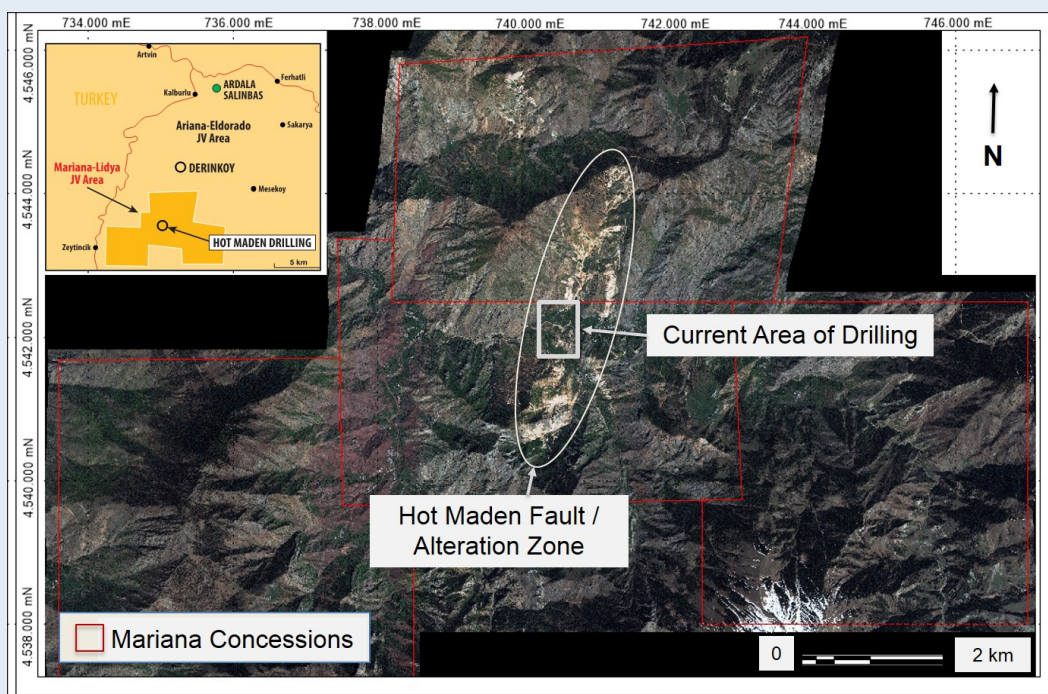 734.000 mE
736.000 mE
738.000 mE
740.000 mE
742.000 mE
744.000 mE
746.000 mE
4.546.000 mN
4.544.000 mN
4.542.000 mN
4.540.000 mN
4.538.000 mN
Artvin
Ferhatli
Kalburlu
ARDALA
SALINBAS
TURKEY
Ariana-Eldorado
JV Area
Sakarya
Mariana-Lidya
JV Area
DERINKOY
Mesekoy
Zeytincik
HOT MADEN DRILLING
5 km
N
Current Area of Drilling
Hot Maden Fault /
Alteration Zone
Mariana Concessions
0
2 km